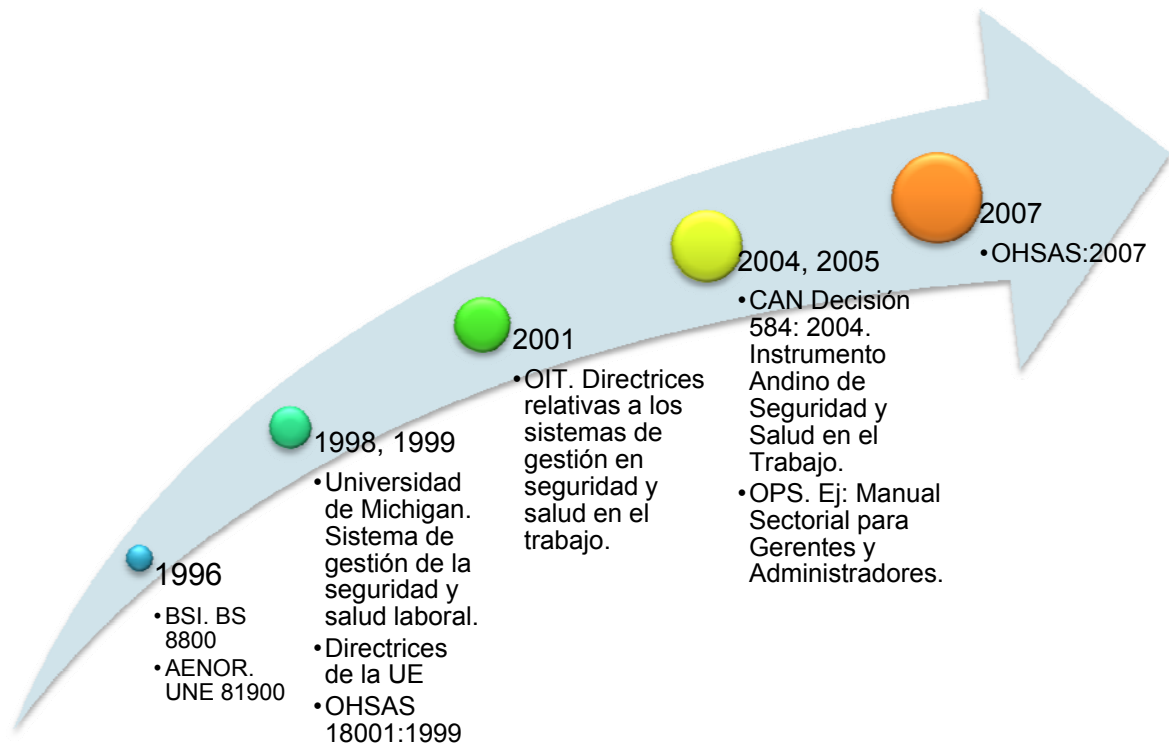 1996
•BSI. BS
8800
•AENOR.
UNE 81900
1998, 1999
•Universidad
de Michigan.
Sistema de
gestión de la
seguridad y
salud laboral.
•Directrices
de la UE
•OHSAS
18001:1999
2001
•OIT. Directrices
relativas a los
sistemas de
gestión en
seguridad y
salud en el
trabajo.
2004, 2005
•CAN Decisión
584: 2004.
Instrumento
Andino de
Seguridad y
Salud en el
Trabajo.
•OPS. Ej: Manual
Sectorial para
Gerentes y
Administradores.
2007
•OHSAS:2007